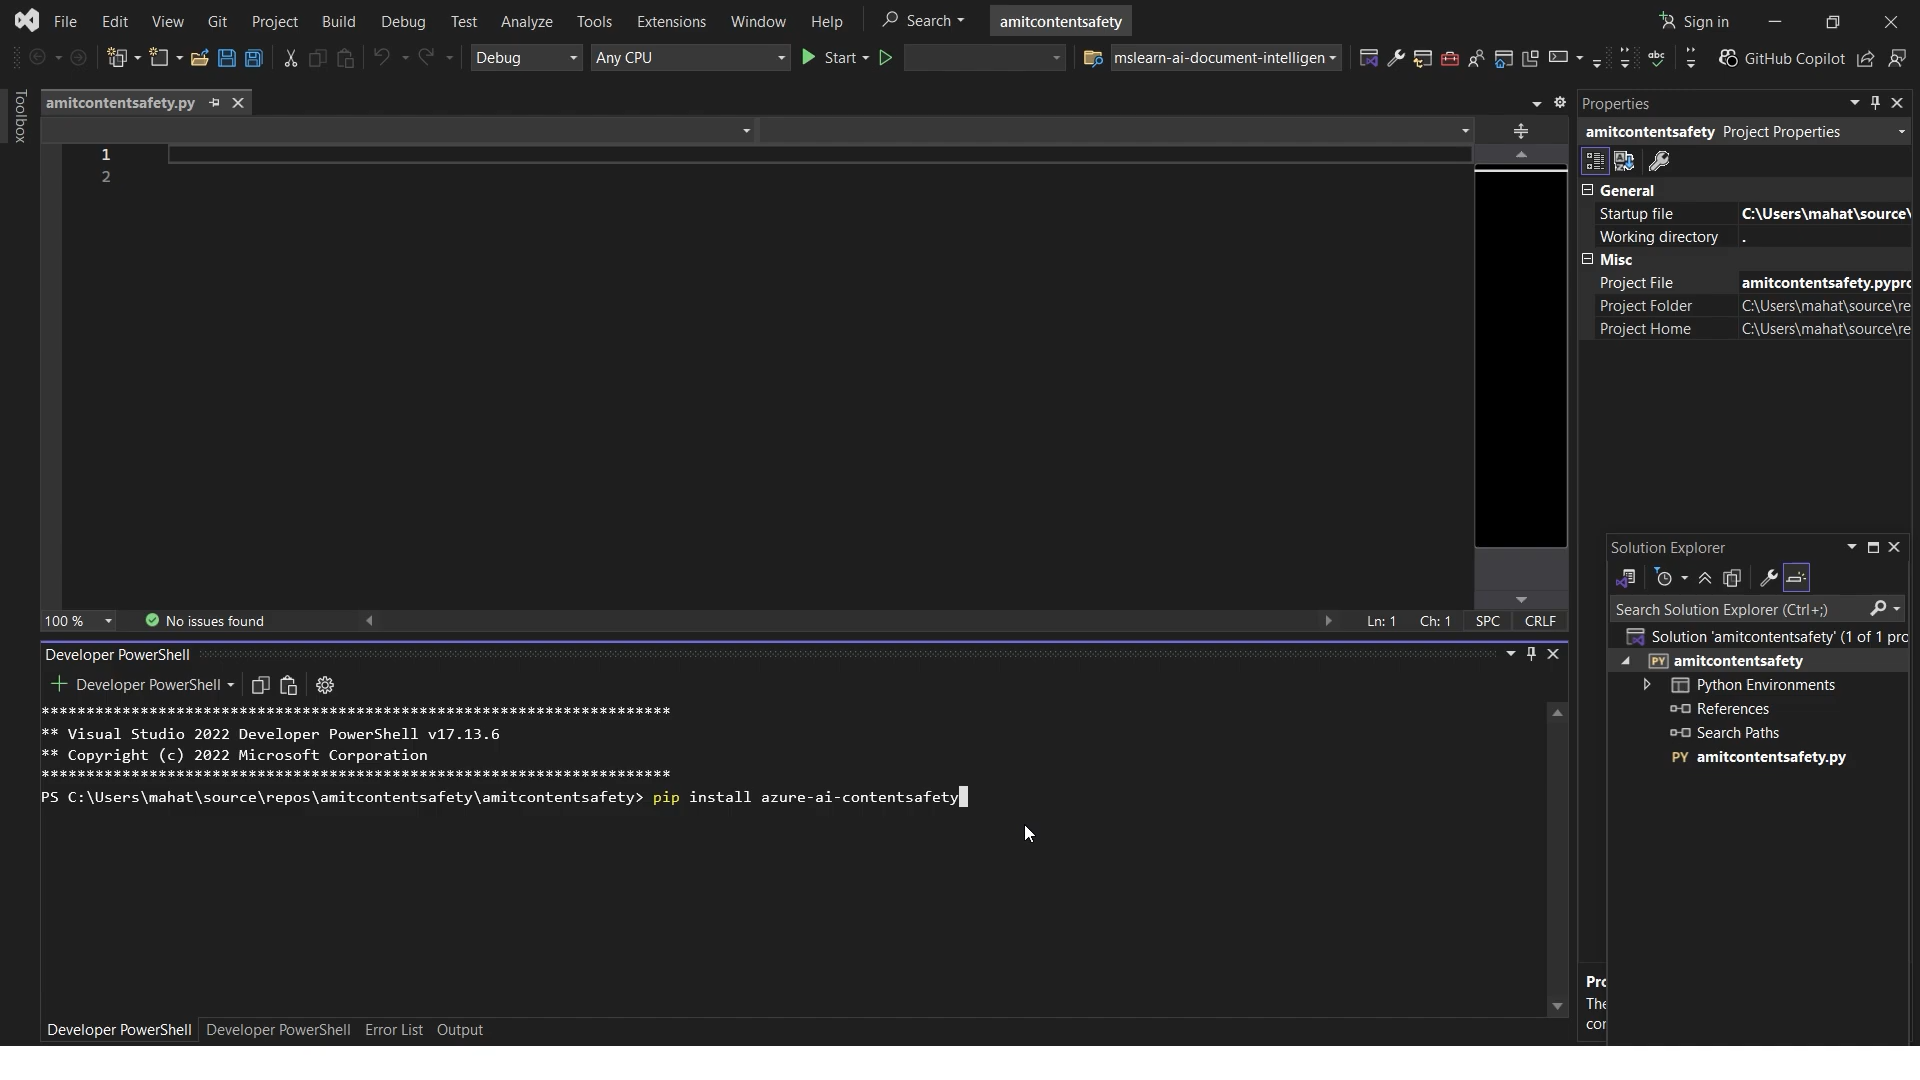 File Edit View Git Project Build Debug Test Analyze Tools Extensions Window Help Search amitcontentsafety Sign in
Debug Any CPU Start mslearn-ai-document-intelligen abc GitHub Copilot
Toolbox
amitcontentsafety.py
1
2
100 % No issues found Ln: 1 Ch: 1 SPC CRLF
Developer PowerShell
Developer PowerShell
**********************************************************************
** Visual Studio 2022 Developer PowerShell v17.13.6
** Copyright (c) 2022 Microsoft Corporation
**********************************************************************
PS C:\Users\mahat\source\repos\amitcontentsafety\amitcontentsafety> pip install azure-ai-contentsafety
Developer PowerShell Developer PowerShell Error List Output
Properties
amitcontentsafety Project Properties
General
Startup file C:\Users\mahat\source\
Working directory .
Misc
Project File amitcontentsafety.pypro
Project Folder C:\Users\mahat\source\re
Project Home C:\Users\mahat\source\re
Solution Explorer
Search Solution Explorer (Ctrl+;)
Solution 'amitcontentsafety' (1 of 1 pro
PY amitcontentsafety
Python Environments
References
Search Paths
PY amitcontentsafety.py
Pro
The
cor